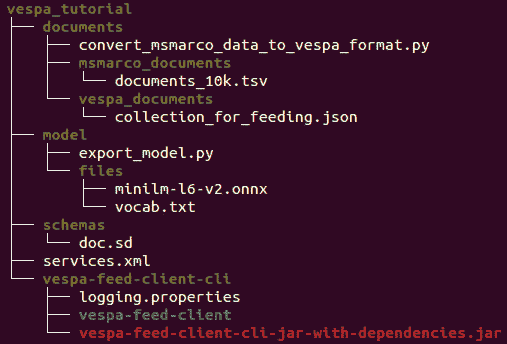 vespa_tutorial
documents
convert_msmarco_data_to_vespa_format.py
msmarco_documents
documents_10k.tsv
vespa_documents
collection_for_feeding.json
model
export_model.py
files
minilm-l6-v2.onnx
vocab.txt
schemas
doc.sd
services.xml
vespa-feed-client-cli
logging.properties
vespa-feed-client
vespa-feed-client-cli-jar-with-dependencies.jar